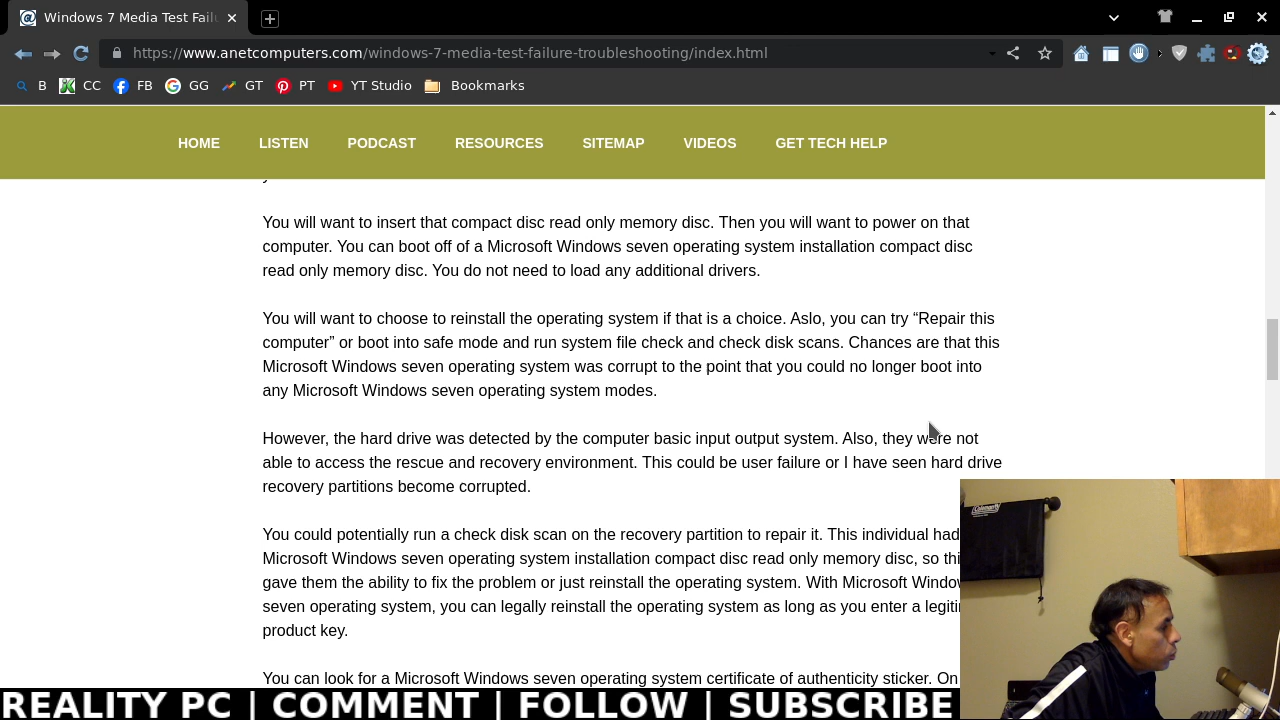 Windows 7 Media Test Fail
https://www.anetcomputers.com/windows-7-media-test-failure-troubleshooting/index.html
B CC FB GG GT PT YT Studio Bookmarks
HOME LISTEN PODCAST RESOURCES SITEMAP VIDEOS GET TECH HELP
You will want to insert that compact disc read only memory disc. Then you will want to power on that
computer. You can boot off of a Microsoft Windows seven operating system installation compact disc
read only memory disc. You do not need to load any additional drivers.
You will want to choose to reinstall the operating system if that is a choice. Aslo, you can try “Repair this
computer” or boot into safe mode and run system file check and check disk scans. Chances are that this
Microsoft Windows seven operating system was corrupt to the point that you could no longer boot into
any Microsoft Windows seven operating system modes.
However, the hard drive was detected by the computer basic input output system. Also, they were not
able to access the rescue and recovery environment. This could be user failure or I have seen hard drive
recovery partitions become corrupted.
You could potentially run a check disk scan on the recovery partition to repair it. This individual had
Microsoft Windows seven operating system installation compact disc read only memory disc, so thi
gave them the ability to fix the problem or just reinstall the operating system. With Microsoft Window
seven operating system, you can legally reinstall the operating system as long as you enter a legiti
product key.
You can look for a Microsoft Windows seven operating system certificate of authenticity sticker. On
Coleman
REALITY PC | COMMENT | FOLLOW | SUBSCRIBE